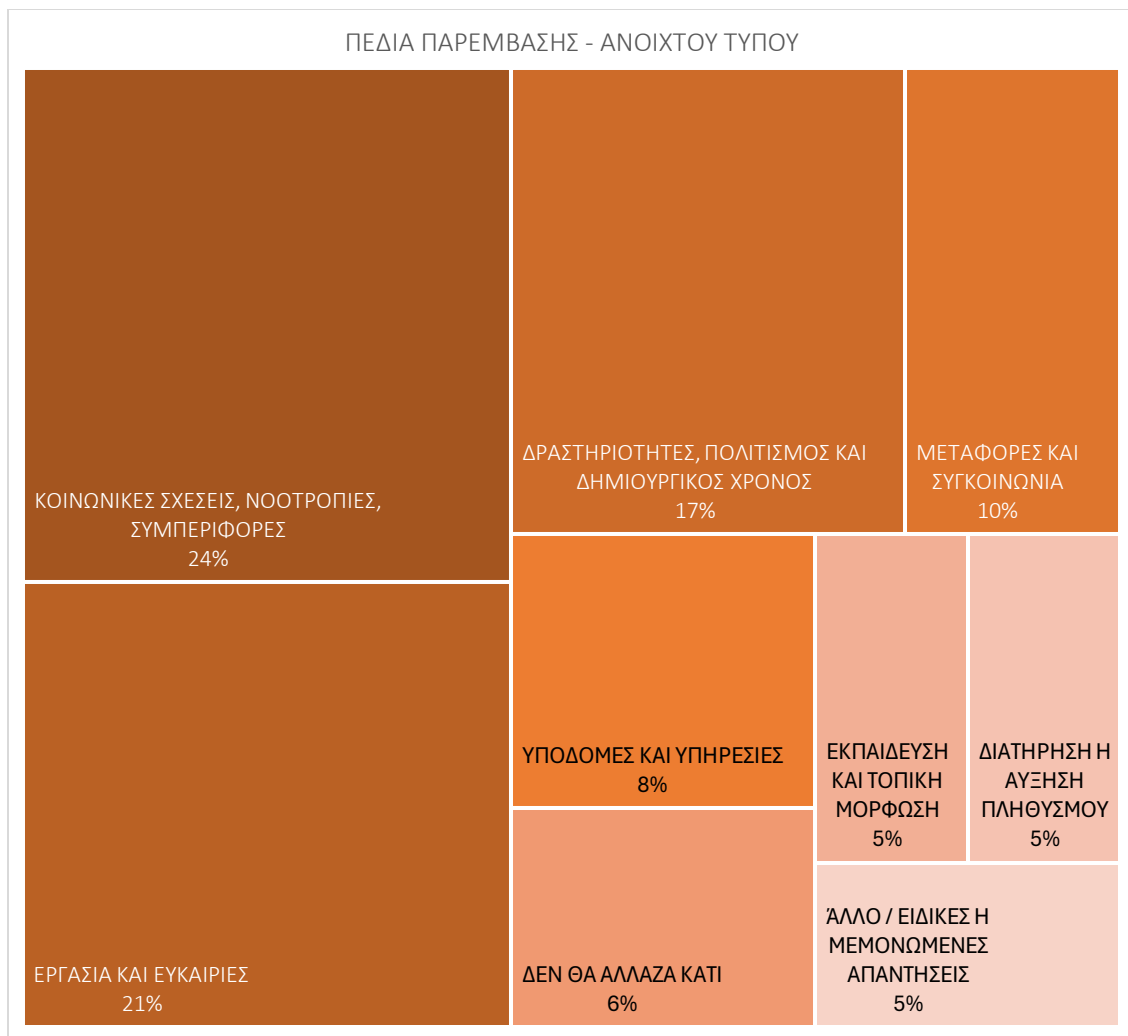 ΠΕΔΙΑ ΠΑΡΕΜΒΑΣΗΣ - ΑΝΟΙΧΤΟΥ ΤΥΠΟΥ
ΚΟΙΝΩΝΙΚΕΣ ΣΧΕΣΕΙΣ, ΝΟΟΤΡΟΠΙΕΣ,
ΣΥΜΠΕΡΙΦΟΡΕΣ
24%
ΕΡΓΑΣΙΑ ΚΑΙ ΕΥΚΑΙΡΙΕΣ
21%
ΔΡΑΣΤΗΡΙΟΤΗΤΕΣ, ΠΟΛΙΤΙΣΜΟΣ ΚΑΙ
ΔΗΜΙΟΥΡΓΙΚΟΣ ΧΡΟΝΟΣ
17%
ΜΕΤΑΦΟΡΕΣ ΚΑΙ
ΣΥΓΚΟΙΝΩΝΙΑ
10%
ΥΠΟΔΟΜΕΣ ΚΑΙ ΥΠΗΡΕΣΙΕΣ
8%
ΔΕΝ ΘΑ ΑΛΛΑΖΑ ΚΑΤΙ
6%
ΕΚΠΑΙΔΕΥΣΗ
ΚΑΙ ΤΟΠΙΚΗ
ΜΟΡΦΩΣΗ
5%
ΔΙΑΤΗΡΗΣΗ Η
ΑΥΞΗΣΗ
ΠΛΗΘΥΣΜΟΥ
5%
ΆΛΛΟ / ΕΙΔΙΚΕΣ Η
ΜΕΜΟΝΩΜΕΝΕΣ
ΑΠΑΝΤΗΣΕΙΣ
5%